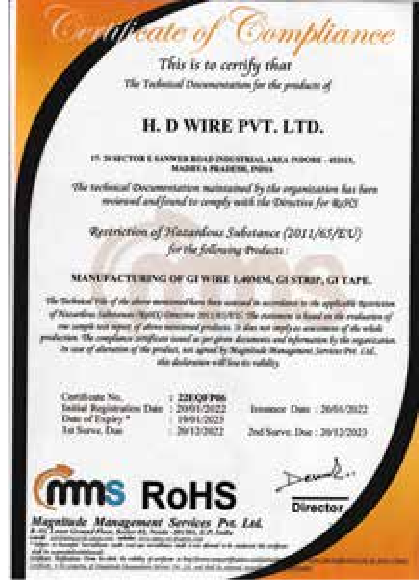 Certificate of Compliance
This is to certify that
The Technical Documentation for the products of
H. D WIRE PVT. LTD.
SECTOR E SANWER ROAD INDUSTRIAL AREA INDORE -
MADHYA PRADESH, INDIA
The technical Documentation maintained by the organization has been
reviewed and found to comply with the Directive for RoHS
Restriction of Hazardous Substance (2011/65/EU)
for the following Products :
MANUFACTURING OF GI WIRE 1.40MM, GI STRIP, GI TAPE.
The Technical File of the above mentioned have been assessed in accordance to the applicable Restriction
of Hazardous Substances (RoHS) Directive 2011/65/EU. The assessment is based on the evaluation of
one sample test report of above mentioned products. It does not imply as assessment of the whole
production. The compliance certificate issued as per given documents and information by the organization.
In case of alteration of the product, not agreed by Magnitude Management Services Pvt. Ltd.,
this declaration will lose its validity.
Certificate No. : 22EQFP06
Initial Registration Date : 20/01/2022 Issuance Date : 20/01/2022
Date of Expiry * : 19/01/2023
1st Surve. Due : 20/12/2022 2nd Surve. Due : 20/12/2023
mms RoHS
Director
Magnitude Management Services Pvt. Ltd.